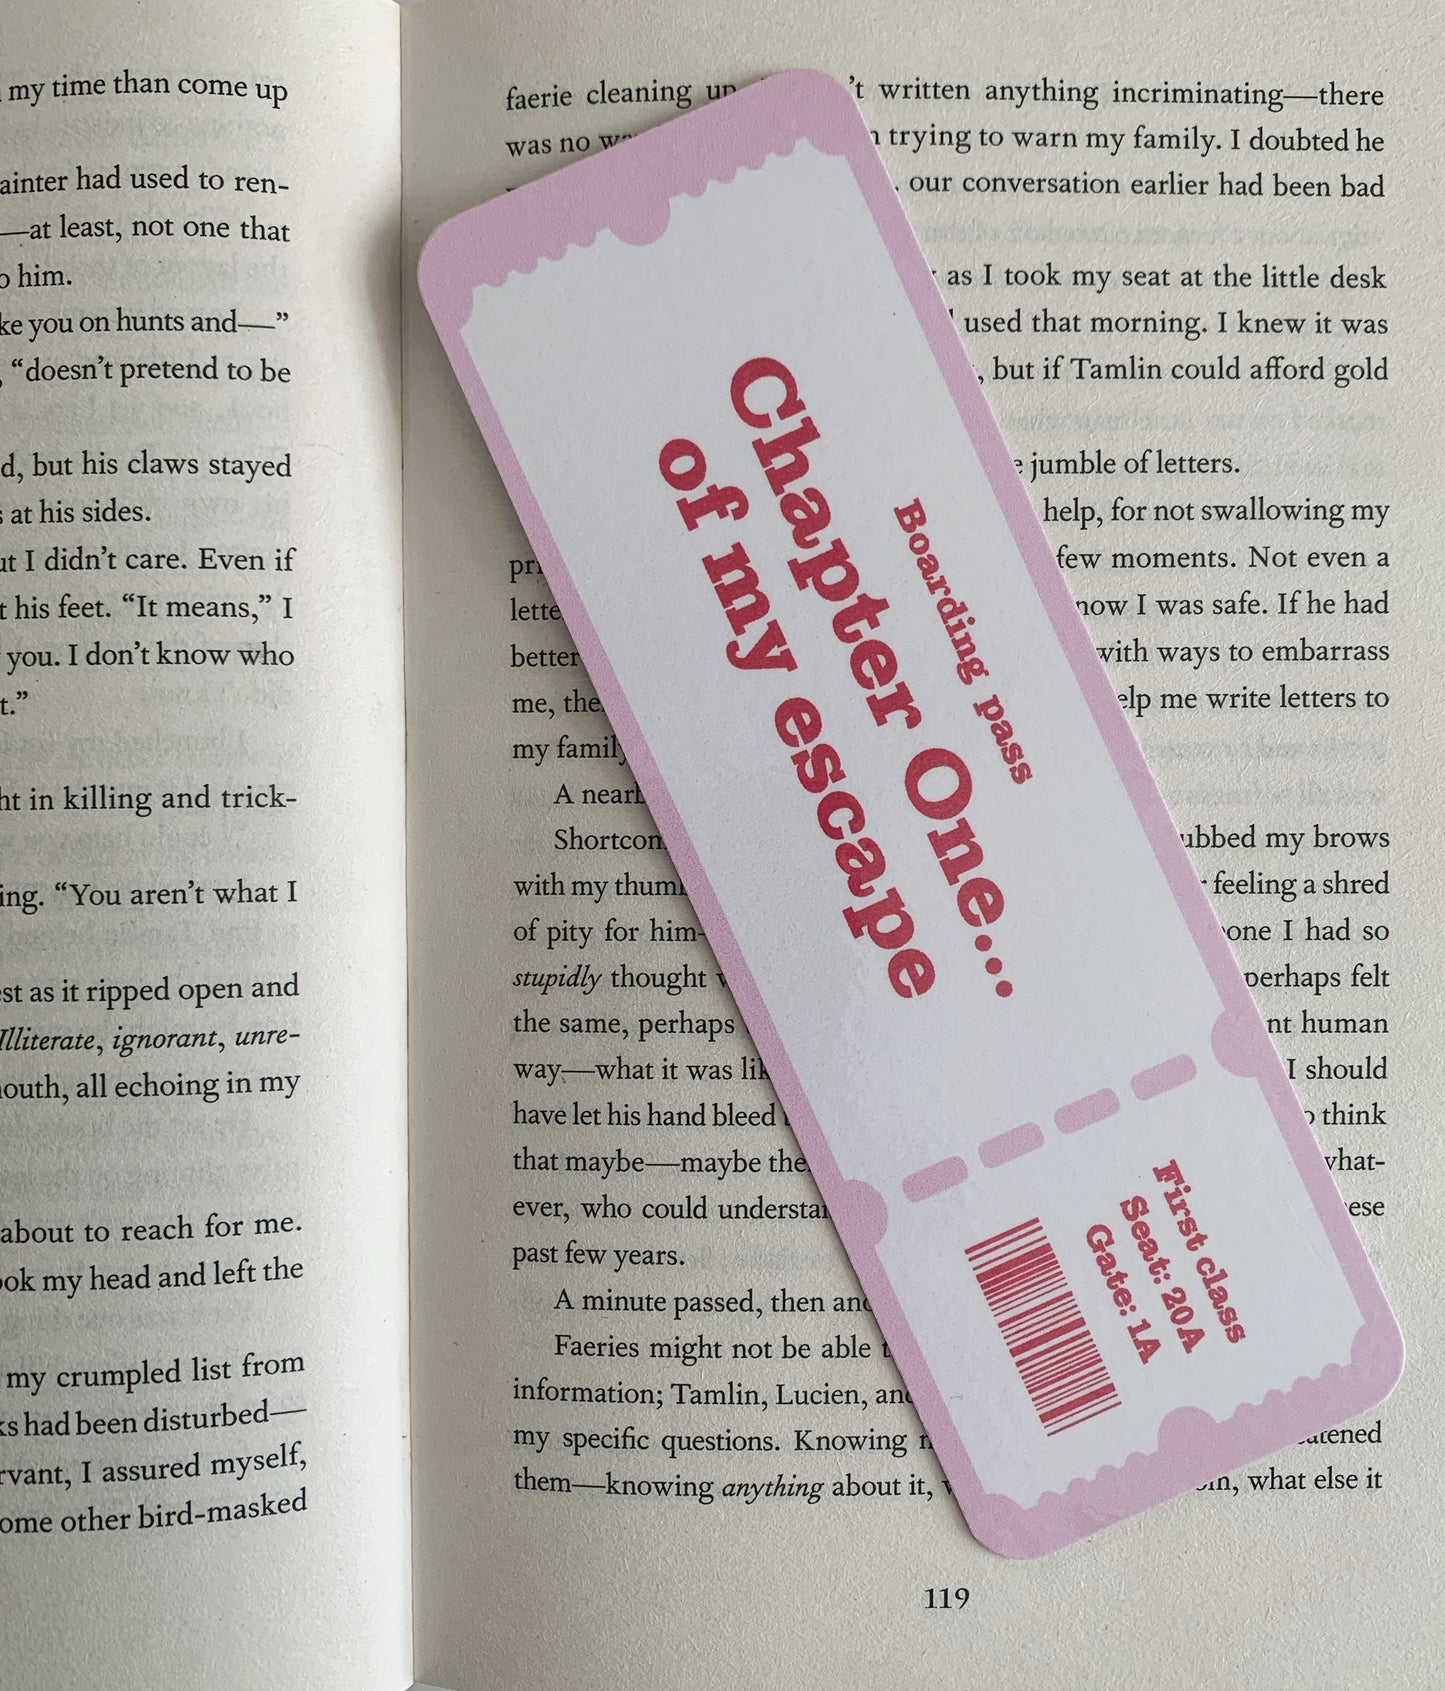 my time than come up
ainter had used to ren-
—at least, not one that
o him.
ke you on hunts and—”
, “doesn’t pretend to be
d, but his claws stayed
s at his sides.
ut I didn’t care. Even if
t his feet. “It means,” I
you. I don’t know who
t.”
ht in killing and trick-
ing. “You aren’t what I
est as it ripped open and
Illiterate, ignorant, unre-
outh, all echoing in my
about to reach for me.
ook my head and left the
my crumpled list from
ks had been disturbed—
rvant, I assured myself,
ome other bird-masked
faerie cleaning up ’t written anything incriminating—there
was no trying to warn my family. I doubted he
our conversation earlier had been bad
as I took my seat at the little desk
used that morning. I knew it was
, but if Tamlin could afford gold
jumble of letters.
help, for not swallowing my
few moments. Not even a
lette now I was safe. If he had
better with ways to embarrass
me, the elp me write letters to
my family
A nearb
Shortcom ubbed my brows
with my thum feeling a shred
of pity for him- one I had so
stupidly thought perhaps felt
the same, perhaps nt human
way—what it was lik I should
have let his hand bleed think
that maybe—maybe the what-
ever, who could understa ese
past few years.
A minute passed, then and
Faeries might not be able
information; Tamlin, Lucien, and
my specific questions. Knowing
them—knowing anything about it, what else it
119
Boarding pass
Chapter One...
of my escape
First class
Seat: 20A
Gate: 1A